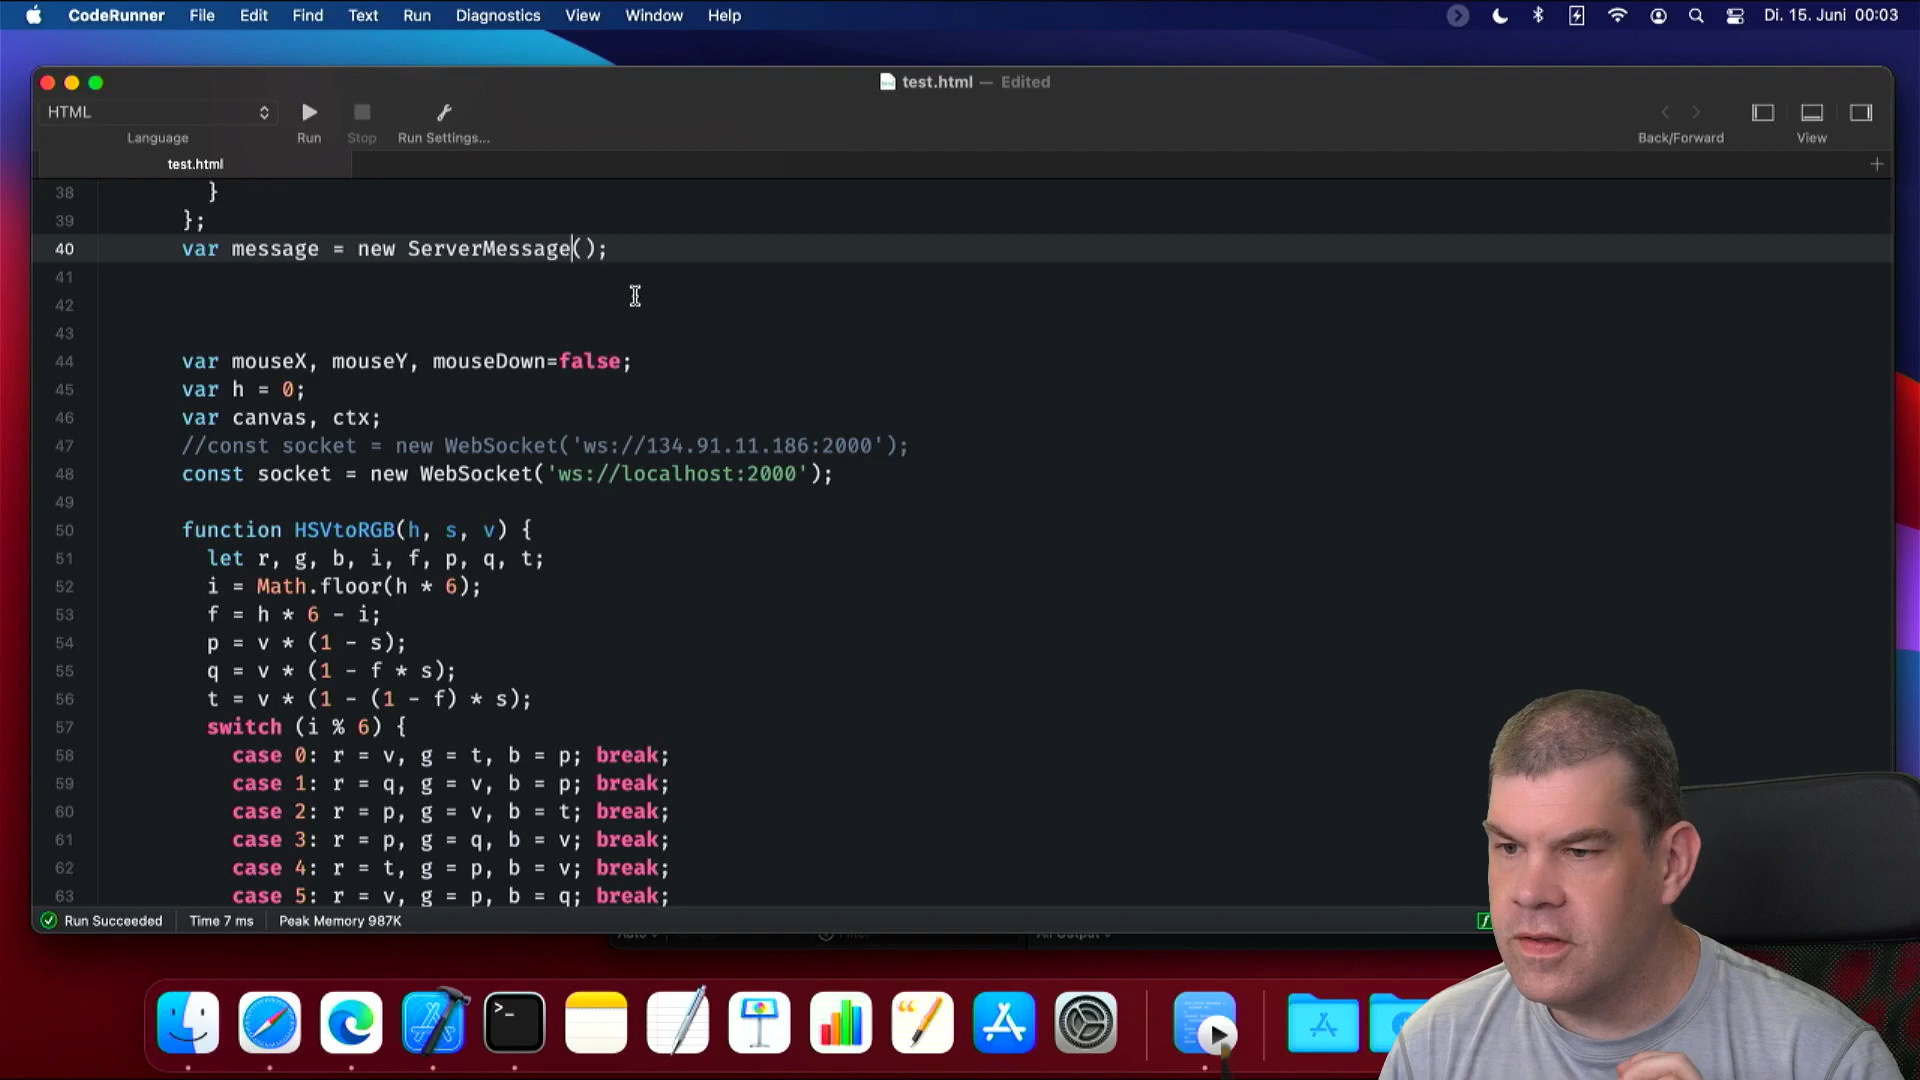 CodeRunner File Edit Find Text Run Diagnostics View Window Help Di. 15. Juni 00:03
test.html — Edited
HTML
Language Run Stop Run Settings... Back/Forward View
test.html
38 }
39 };
40 var message = new ServerMessage();
41
42
43
44 var mouseX, mouseY, mouseDown=false;
45 var h = 0;
46 var canvas, ctx;
47 //const socket = new WebSocket('ws://134.91.11.186:2000');
48 const socket = new WebSocket('ws://localhost:2000');
49
50 function HSVtoRGB(h, s, v) {
51 let r, g, b, i, f, p, q, t;
52 i = Math.floor(h * 6);
53 f = h * 6 - i;
54 p = v * (1 - s);
55 q = v * (1 - f * s);
56 t = v * (1 - (1 - f) * s);
57 switch (i % 6) {
58 case 0: r = v, g = t, b = p; break;
59 case 1: r = q, g = v, b = p; break;
60 case 2: r = p, g = v, b = t; break;
61 case 3: r = p, g = q, b = v; break;
62 case 4: r = t, g = p, b = v; break;
63 case 5: r = v, g = p, b = q; break;
Run Succeeded Time 7 ms Peak Memory 987K